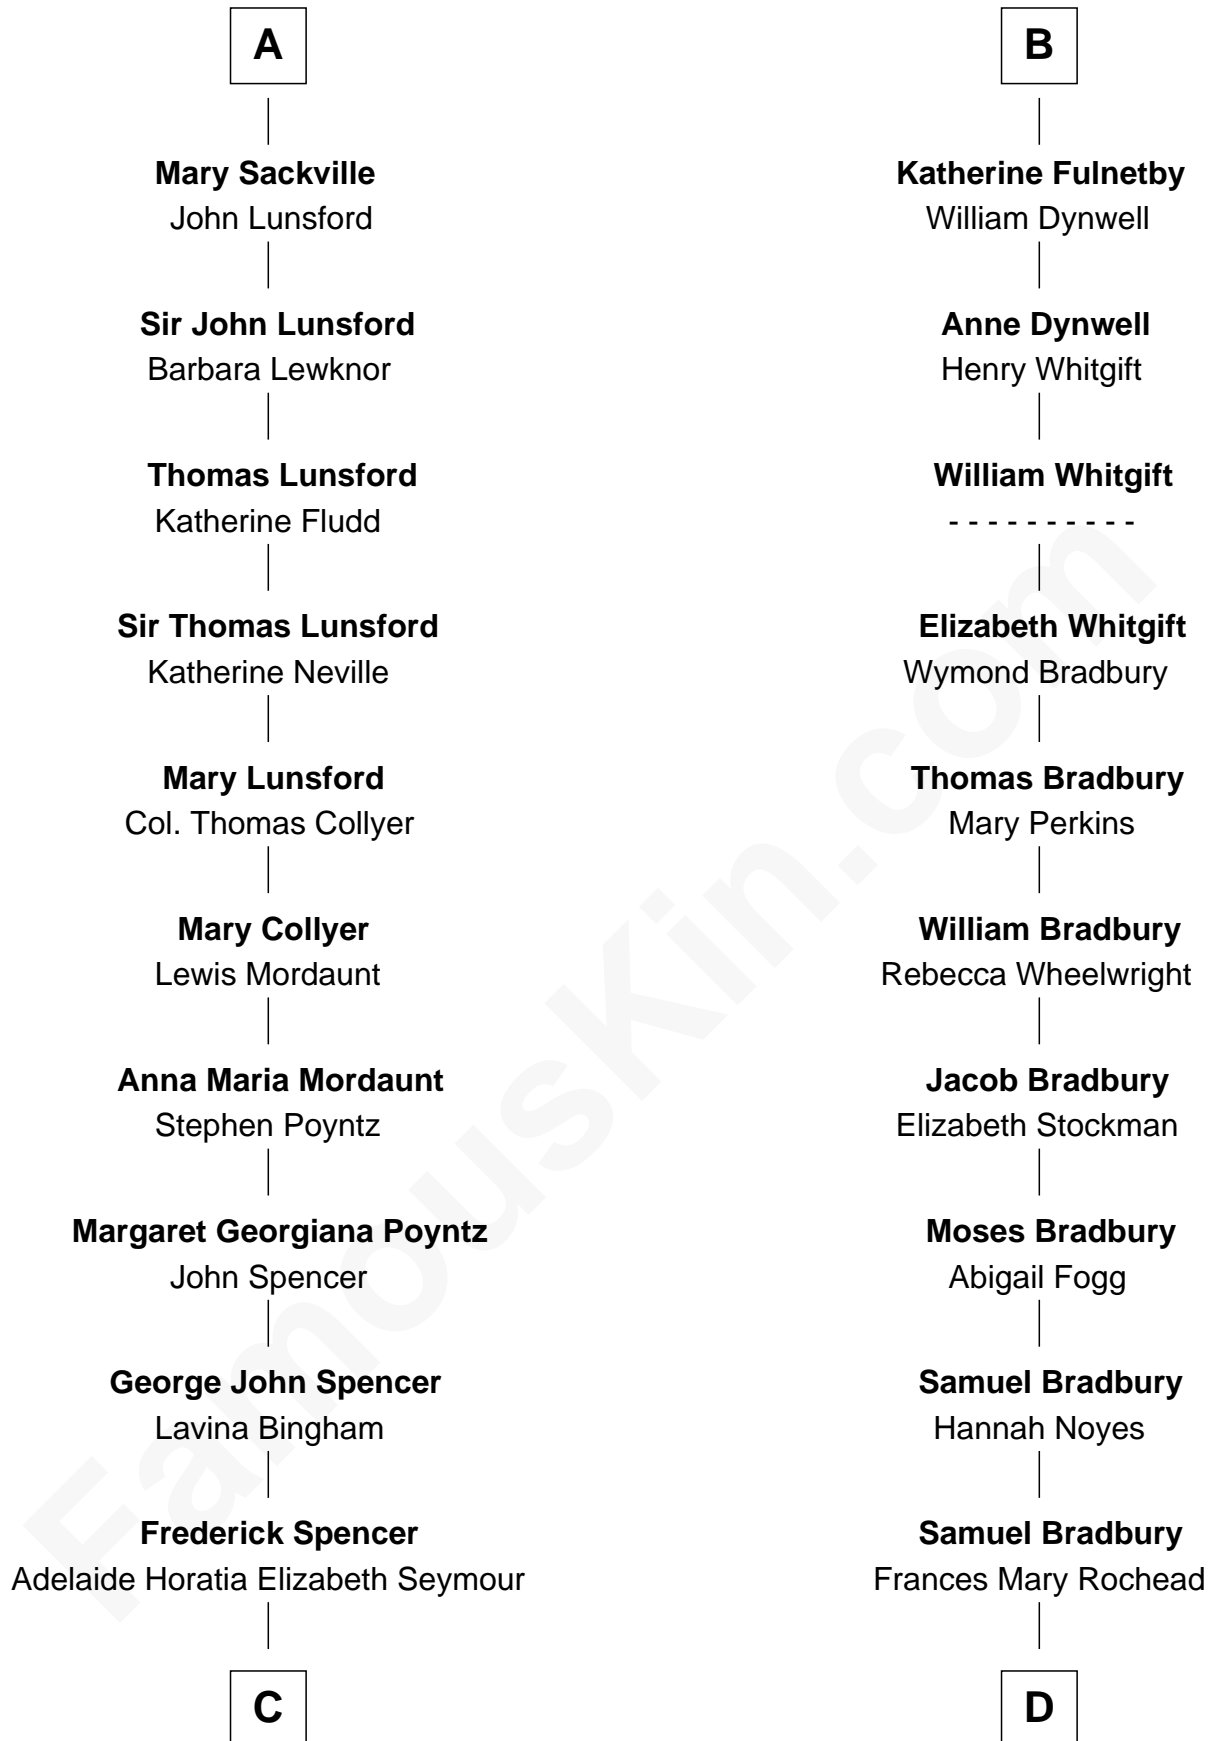 A
Mary Sackville
John Lunsford
Sir John Lunsford
Barbara Lewknor
Thomas Lunsford
Katherine Fludd
Sir Thomas Lunsford
Katherine Neville
Mary Lunsford
Col. Thomas Collyer
Mary Collyer
Lewis Mordaunt
Anna Maria Mordaunt
Stephen Poyntz
Margaret Georgiana Poyntz
John Spencer
George John Spencer
Lavina Bingham
Frederick Spencer
Adelaide Horatia Elizabeth Seymour
C
B
Katherine Fulnetby
William Dynwell
Anne Dynwell
Henry Whitgift
William Whitgift
- - - - - - - - - -
Elizabeth Whitgift
Wymond Bradbury
Thomas Bradbury
Mary Perkins
William Bradbury
Rebecca Wheelwright
Jacob Bradbury
Elizabeth Stockman
Moses Bradbury
Abigail Fogg
Samuel Bradbury
Hannah Noyes
Samuel Bradbury
Frances Mary Rochead
D
FamousKin.com